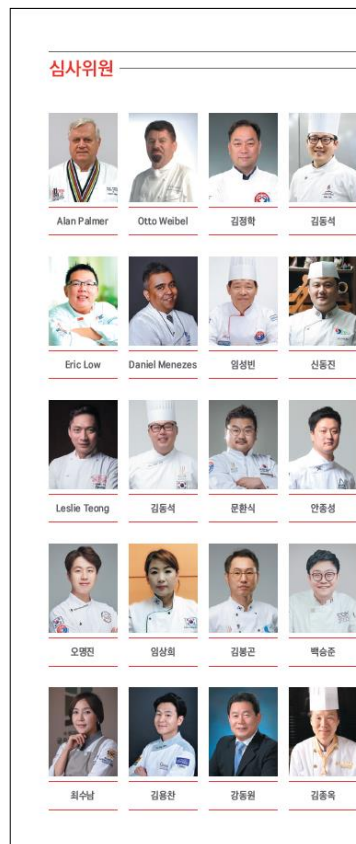 심사위원
Alan Palmer Otto Weibel 김정학 김동석
Eric Low Daniel Menezes 임성빈 신동진
Leslie Teong 김동석 문환식 안종성
오명진 임상희 김봉곤 백승준
최수남 김용찬 강동원 김종옥